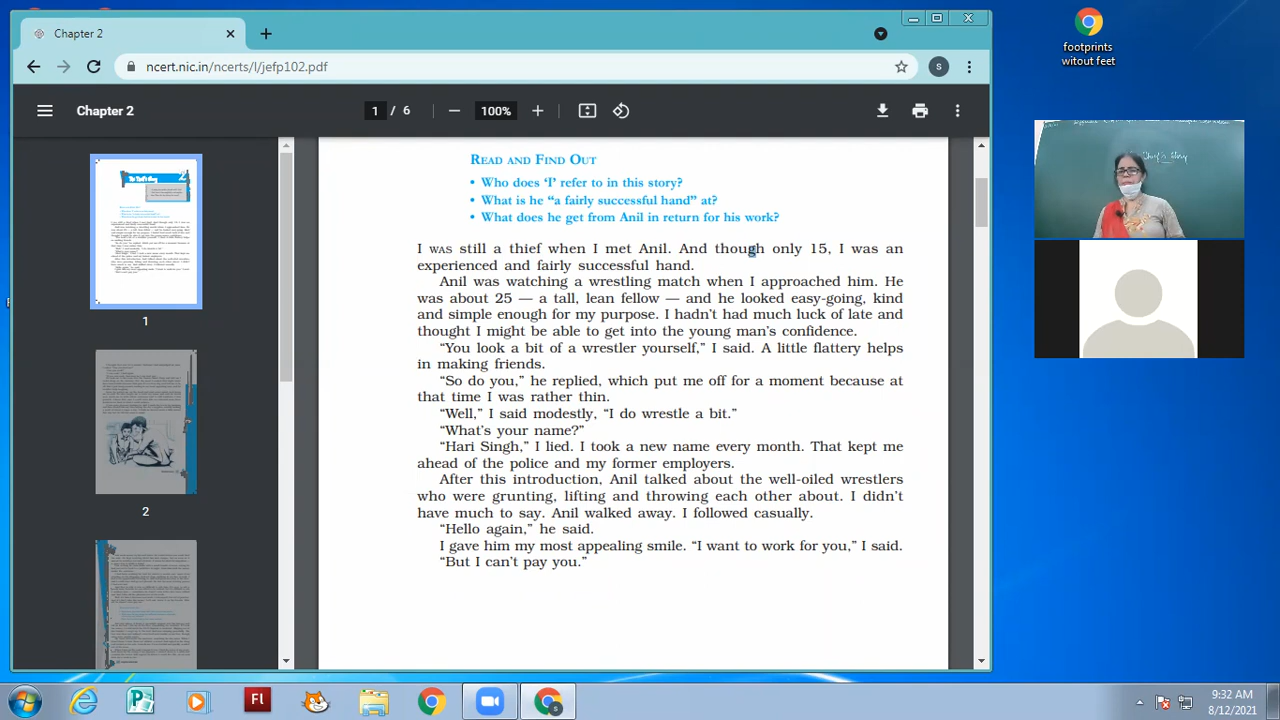 Chapter 2
ncert.nic.in/ncerts/l/jefp102.pdf
s
Chapter 2
1 / 6
100%
READ AND FIND OUT
• Who does ‘I’ refer to in this story?
• What is he “a fairly successful hand” at?
• What does he get from Anil in return for his work?
I WAS still a thief when I met Anil. And though only 15, I was an
experienced and fairly successful hand.
Anil was watching a wrestling match when I approached him. He
was about 25 — a tall, lean fellow — and he looked easy-going, kind
and simple enough for my purpose. I hadn’t had much luck of late and
thought I might be able to get into the young man’s confidence.
“You look a bit of a wrestler yourself,” I said. A little flattery helps
in making friends.
“So do you,” he replied, which put me off for a moment because at
that time I was rather thin.
“Well,” I said modestly, “I do wrestle a bit.”
“What’s your name?”
“Hari Singh,” I lied. I took a new name every month. That kept me
ahead of the police and my former employers.
After this introduction, Anil talked about the well-oiled wrestlers
who were grunting, lifting and throwing each other about. I didn’t
have much to say. Anil walked away. I followed casually.
“Hello again,” he said.
I gave him my most appealing smile. “I want to work for you,” I said.
“But I can’t pay you.”
1
2
footprints
witout feet
Story
Fl
9:32 AM
8/12/2021